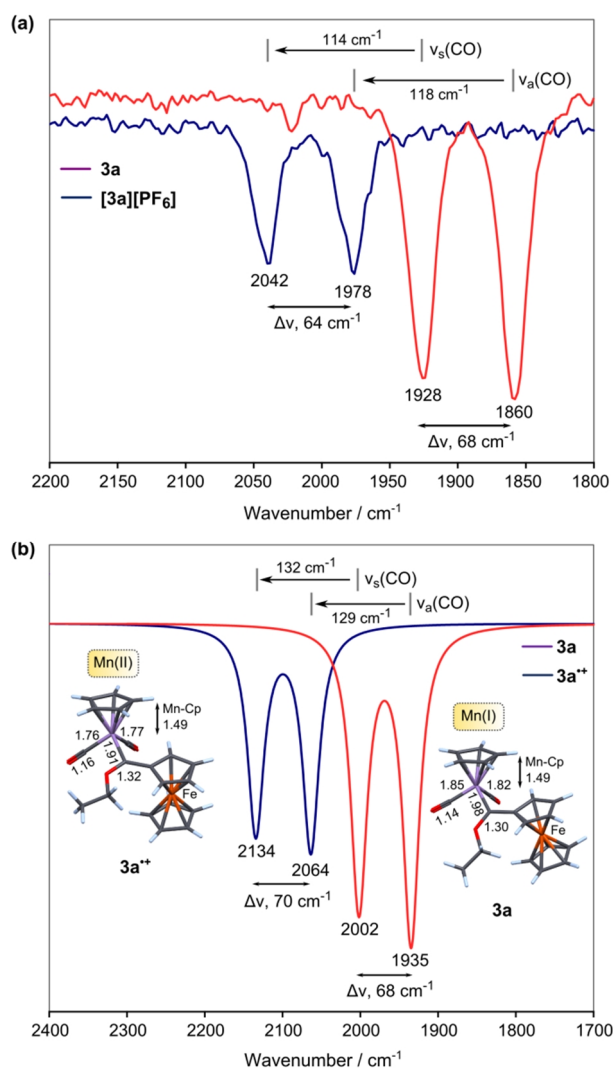 (a)
114 cm-1
νs(CO)
118 cm-1
νa(CO)
3a
[3a][PF6]
2042
1978
Δν, 64 cm-1
1928
1860
Δν, 68 cm-1
2200 2150 2100 2050 2000 1950 1900 1850 1800
Wavenumber / cm-1
(b)
132 cm-1
νs(CO)
129 cm-1
νa(CO)
3a
3a•+
Mn(II)
Mn-Cp
1.49
1.76
1.77
1.16
1.91
1.32
Fe
3a•+
Mn(I)
Mn-Cp
1.49
1.85
1.82
1.14
1.98
1.30
Fe
3a
2134
2064
Δν, 70 cm-1
2002
1935
Δν, 68 cm-1
2400 2300 2200 2100 2000 1900 1800 1700
Wavenumber / cm-1